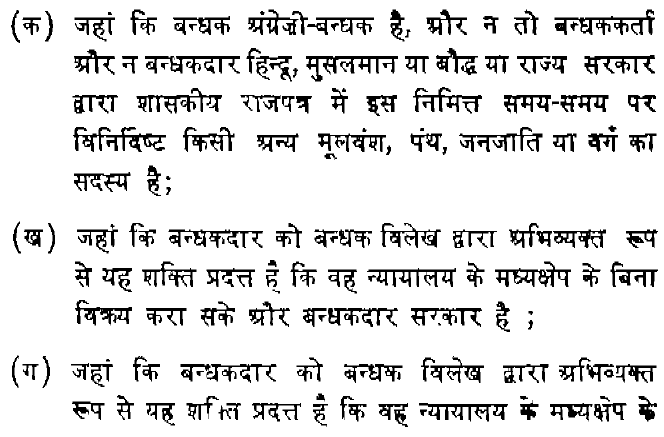 (क) जहां कि बन्धक अंग्रेजी-बन्धक है, और न तो बन्धककर्ता
और न बन्धकदार हिन्दू, मुसलमान या बौद्ध या राज्य सरकार
द्वारा शासकीय राजपत्र में इस निमित्त समय-समय पर
विनिर्दिष्ट किसी अन्य मूलवंश, पंथ, जनजाति या वर्ग का
सदस्य है;
(ख) जहां कि बन्धकदार को बन्धक विलेख द्वारा अभिव्यक्त रूप
से यह शक्ति प्रदत्त है कि वह न्यायालय के मध्यक्षेप के बिना
विक्रय करा सके और बन्धकदार सरकार है ;
(ग) जहां कि बन्धकदार को बन्धक विलेख द्वारा अभिव्यक्त
रूप से यह शक्ति प्रदत्त है कि वह न्यायालय के मध्यक्षेप के